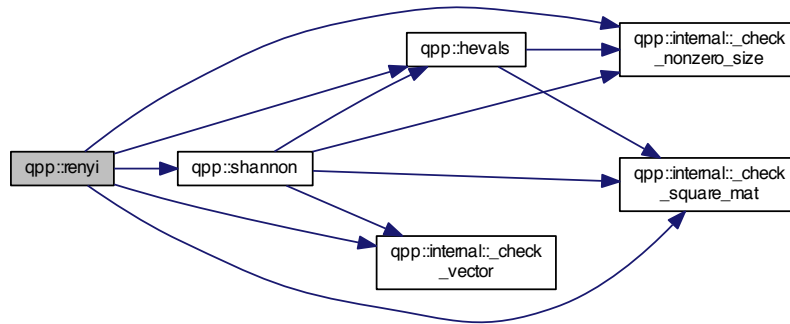 qpp::renyi
qpp::shannon
qpp::hevals
qpp::internal::_check
_vector
qpp::internal::_check
_nonzero_size
qpp::internal::_check
_square_mat